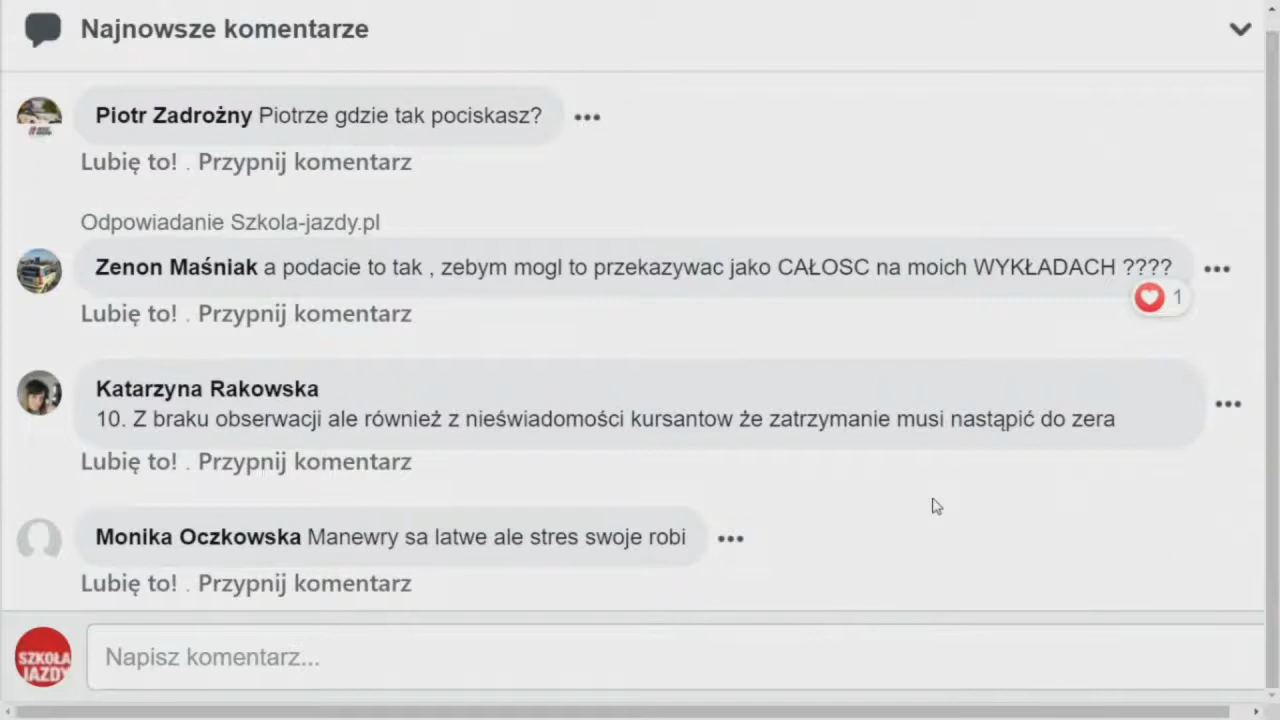 Najnowsze komentarze
Piotr Zadrożny Piotrze gdzie tak pociskasz?
Lubię to! . Przypnij komentarz
Odpowiadanie Szkola-jazdy.pl
Zenon Maśniak a podacie to tak , zebym mogl to przekazywac jako CAŁOSC na moich WYKŁADACH ????
1
Lubię to! . Przypnij komentarz
Katarzyna Rakowska
10. Z braku obserwacji ale również z nieświadomości kursantow że zatrzymanie musi nastąpić do zera
Lubię to! . Przypnij komentarz
Monika Oczkowska Manewry sa latwe ale stres swoje robi
Lubię to! . Przypnij komentarz
SZKOŁA
JAZDY
Napisz komentarz...